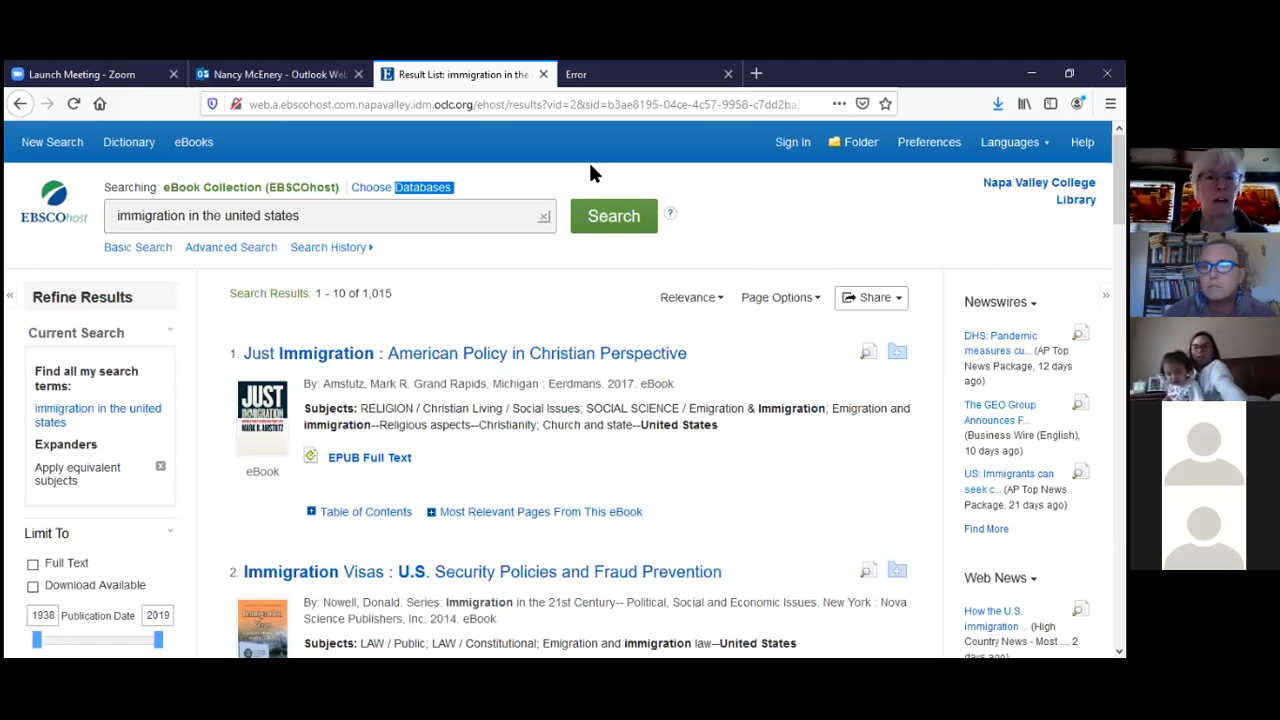 Launch Meeting - Zoom
Nancy McEnery - Outlook Web
Result List: immigration in the
Error
web.a.ebscohost.com.napavalley.idm.oclc.org/ehost/results?vid=2&sid=b3ae8195-04ce-4c57-9958-c7dd2ba
New Search Dictionary eBooks
Sign In Folder Preferences Languages Help
Searching: eBook Collection (EBSCOhost) Choose Databases
Napa Valley College
Library
EBSCOhost
immigration in the united states
Search
?
Basic Search Advanced Search Search History
Refine Results
Current Search
Find all my search
terms:
immigration in the united
states
Expanders
Apply equivalent
subjects
Limit To
Full Text
Download Available
1938 Publication Date 2019
Search Results: 1 - 10 of 1,015
Relevance Page Options Share
1. Just Immigration : American Policy in Christian Perspective
JUST
IMMIGRATION
MARK R. AMSTUTZ
eBook
By: Amstutz, Mark R. Grand Rapids, Michigan : Eerdmans. 2017. eBook.
Subjects: RELIGION / Christian Living / Social Issues; SOCIAL SCIENCE / Emigration & Immigration; Emigration and
immigration--Religious aspects--Christianity; Church and state--United States
EPUB Full Text
Table of Contents Most Relevant Pages From This eBook
2. Immigration Visas : U.S. Security Policies and Fraud Prevention
By: Nowell, Donald. Series: Immigration in the 21st Century-- Political, Social and Economic Issues. New York : Nova
Science Publishers, Inc. 2014. eBook.
Subjects: LAW / Public; LAW / Constitutional; Emigration and immigration law--United States
Newswires
DHS: Pandemic
measures cu... (AP Top
News Package, 12 days
ago)
The GEO Group
Announces F...
(Business Wire (English),
10 days ago)
US: Immigrants can
seek c... (AP Top News
Package, 21 days ago)
Find More
Web News
How the U.S.
immigration ... (High
Country News - Most ..., 2
days ago)